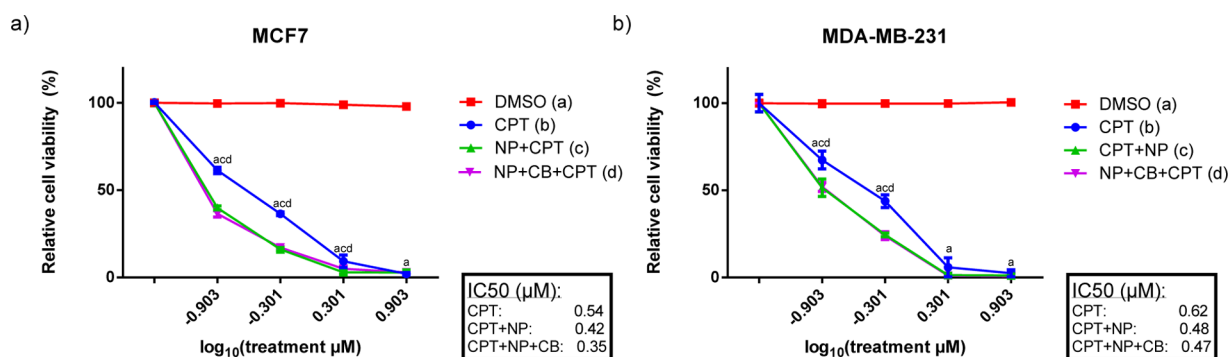 a)
MCF7
Relative cell viability (%)
100
50
0
acd
acd
acd
a
-0.903
-0.301
0.301
0.903
log10(treatment µM)
DMSO (a)
CPT (b)
NP+CPT (c)
NP+CB+CPT (d)
IC50 (µM):
CPT: 0.54
CPT+NP: 0.42
CPT+NP+CB: 0.35
b)
MDA-MB-231
Relative cell viability (%)
100
50
0
acd
acd
a
a
-0.903
-0.301
0.301
0.903
log10(treatment µM)
DMSO (a)
CPT (b)
CPT+NP (c)
NP+CB+CPT (d)
IC50 (µM):
CPT: 0.62
CPT+NP: 0.48
CPT+NP+CB: 0.47